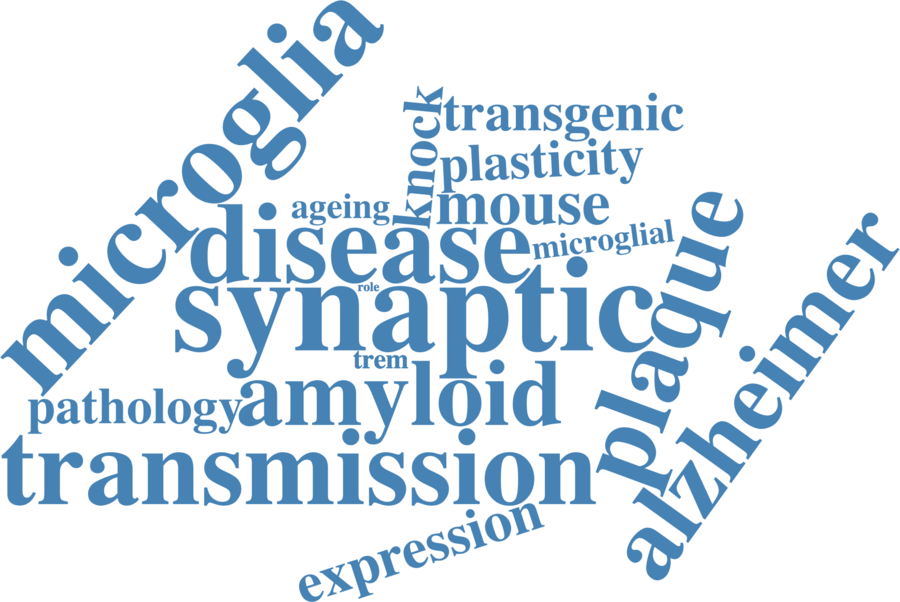 microglia
knock
transgenic
plasticity
ageing
mouse
disease
microglial
plaque
alzheimer
role
synaptic
trem
pathology
amyloid
transmission
expression